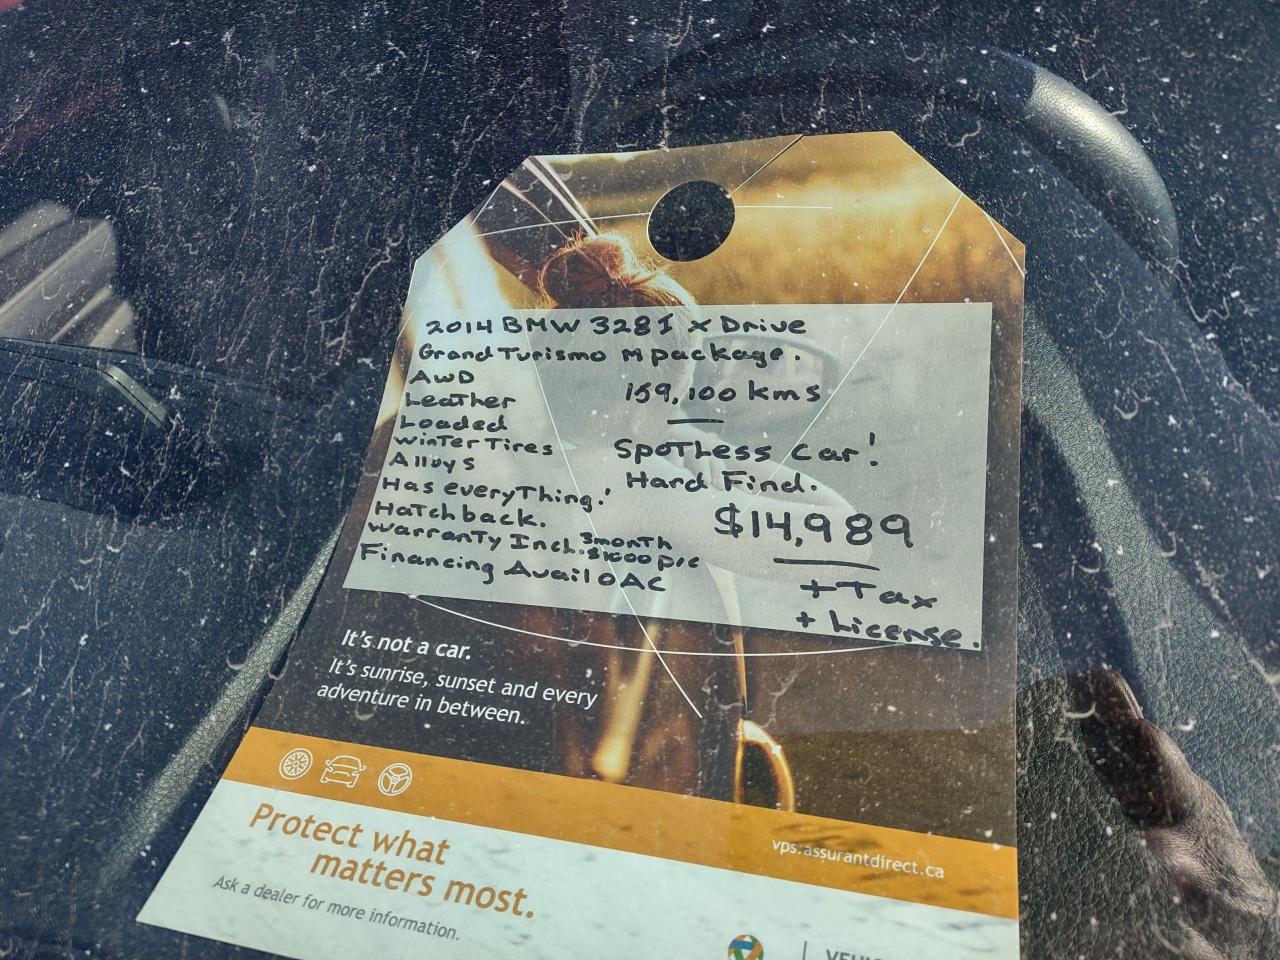 2014 BMW 328I x Drive
Grand Turismo M package.
AWD
159,100 kms
Leather
Loaded
Winter Tires
Spotless car!
Alloys
Hard Find.
Has everything!
$14,989
Hatchback.
Warranty Incl. 3month $1000 p/c
Financing Avail OAC
+ Tax
+ License.
It's not a car.
It's sunrise, sunset and every
adventure in between.
Protect what
matters most.
vps.assurantdirect.ca
Ask a dealer for more information.